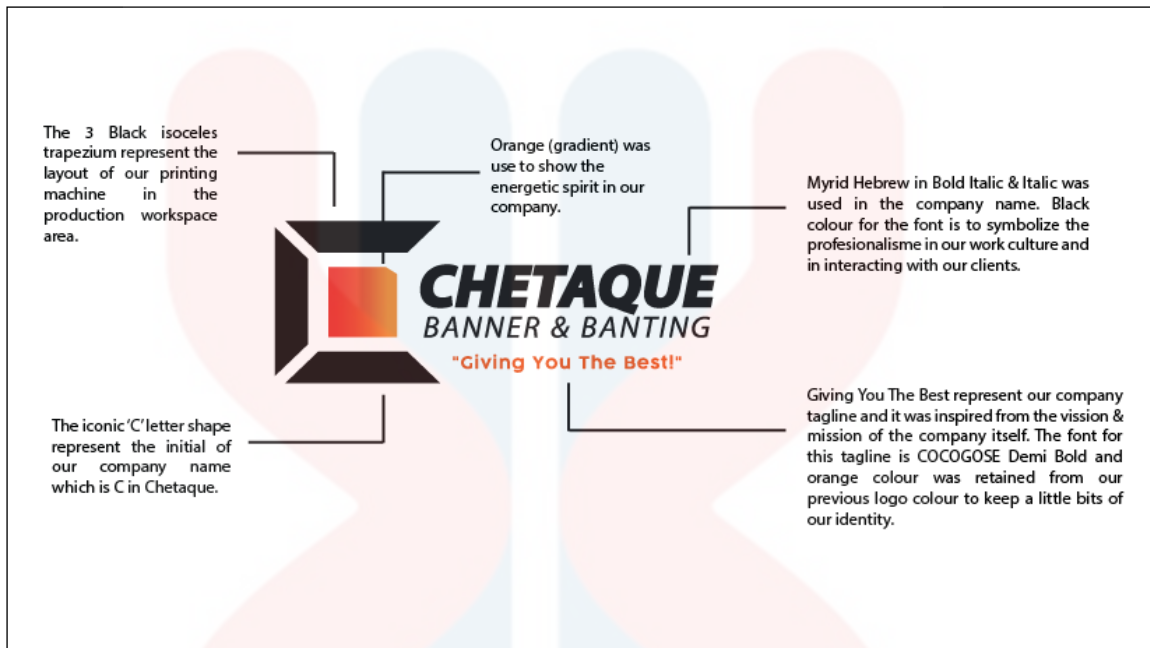 The 3 Black isoceles
trapezium represent the
layout of our printing
machine in the
production workspace
area.
Orange (gradient) was
use to show the
energetic spirit in our
company.
Myrid Hebrew in Bold Italic & Italic was
used in the company name. Black
colour for the font is to symbolize the
profesionalisme in our work culture and
in interacting with our clients.
CHETAQUE
BANNER & BANTING
"Giving You The Best!"
The iconic 'C' letter shape
represent the initial of
our company name
which is C in Chetaque.
Giving You The Best represent our company
tagline and it was inspired from the vission &
mission of the company itself. The font for
this tagline is COCOGOSE Demi Bold and
orange colour was retained from our
previous logo colour to keep a little bits of
our identity.